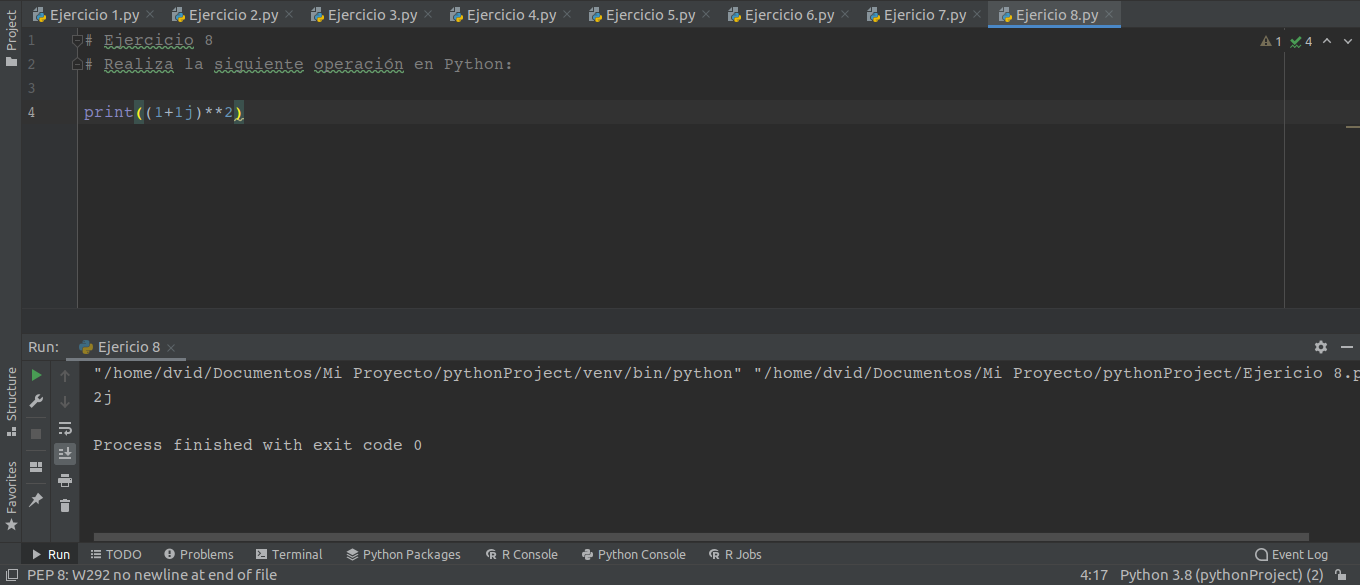 Project
Ejercicio 1.py Ejercicio 2.py Ejercicio 3.py Ejercicio 4.py Ejercicio 5.py Ejercicio 6.py Ejericio 7.py Ejericio 8.py
1 # Ejercicio 8
1 4
2 # Realiza la siquiente operación en Python:
3
4 print((1+1j)**2)
Run: Ejericio 8
"/home/dvid/Documentos/Mi Proyecto/pythonProject/venv/bin/python" "/home/dvid/Documentos/Mi Proyecto/pythonProject/Ejericio 8.p
2j
Process finished with exit code 0
Structure
Favorites
Run TODO Problems Terminal Python Packages R Console Python Console R Jobs Event Log
PEP 8: W292 no newline at end of file 4:17 Python 3.8 (pythonProject) (2)